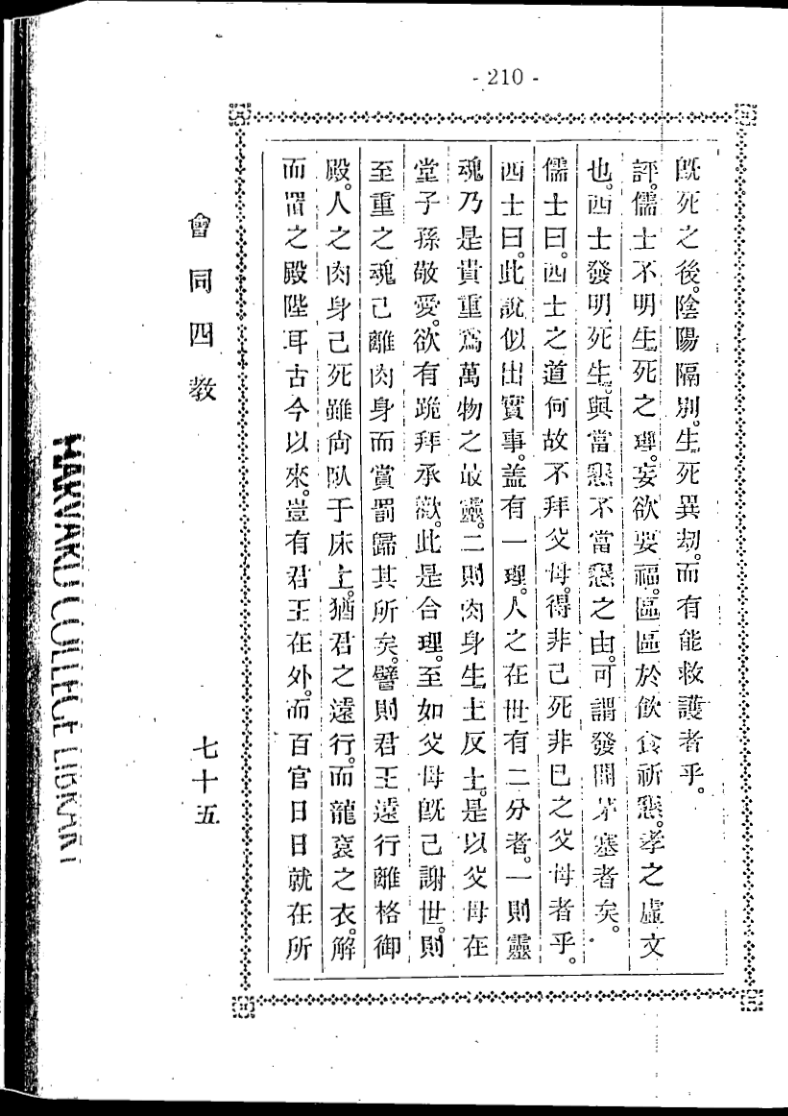 - 210 -
既死之後。陰陽隔別。生死異刼。而有能救護者乎。
評。儒士不明生死之理。妄欲要福。區區於飲食祈懇。孝之虛文
也。西士發明死生。與當懇不當懇之由。可謂發開茅塞者矣。
儒士曰。西士之道何故不拜父母。得非己死非已之父母者乎。
西士曰。此說似出實事。盖有一理。人之在世有二分者。一則靈
魂乃是貴重爲萬物之最靈。二則肉身生土反土。是以父母在
堂子孫敬愛。欲有跪拜承歡。此是合理。至如父母既己謝世。則
至重之魂己離肉身而賞罰歸其所矣。譬則君王遠行離格御
殿。人之肉身己死雖尙臥于床上。猶君之遠行。而龍袞之衣。解
而置之殿陛耳古今以來。豈有君王在外。而百官日日就在所
會同四教
七十五
HARVARD COLLEGE LIBRARY